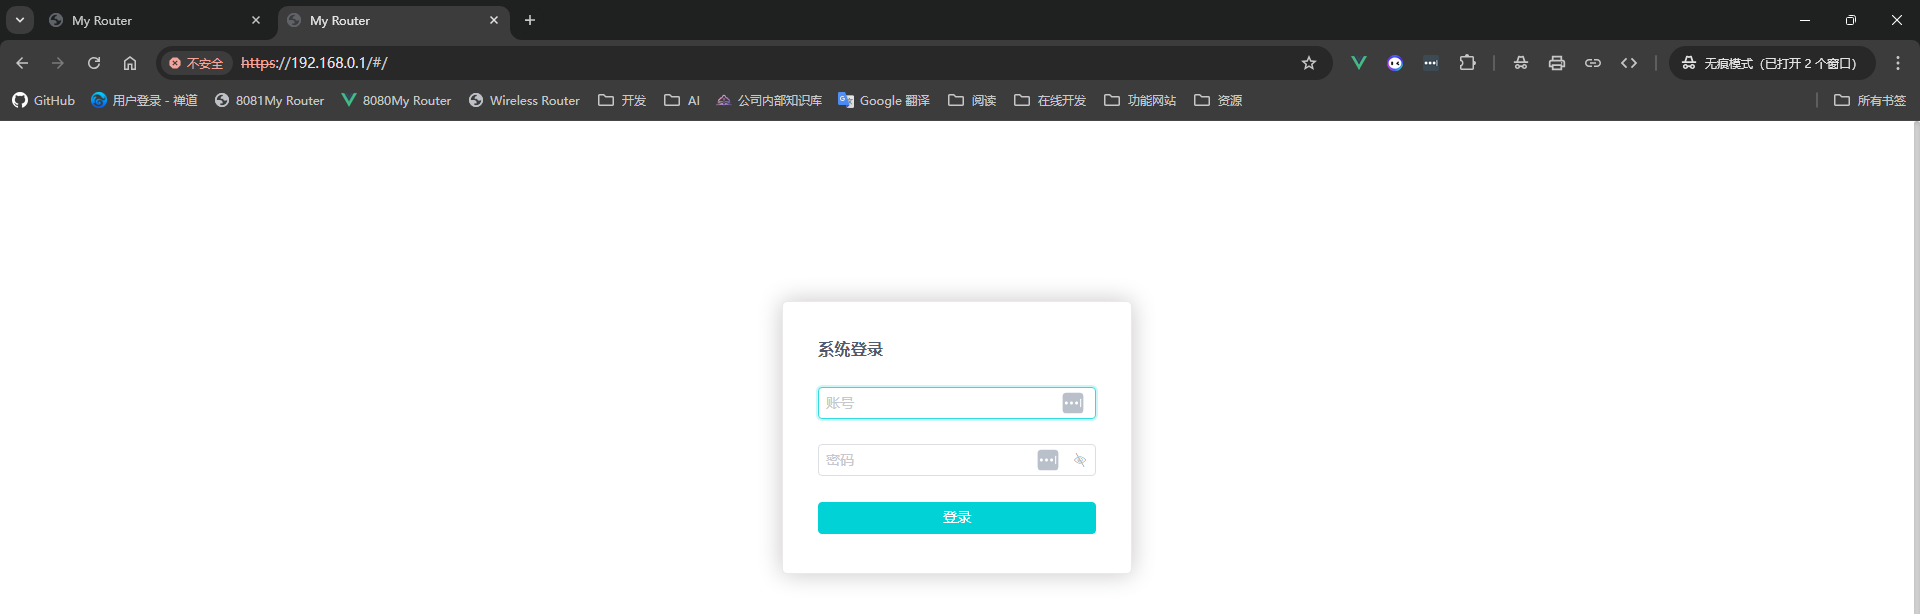 My Router
My Router
不安全 https://192.168.0.1/#/ 无痕模式（已打开 2 个窗口）
GitHub 用户登录 - 禅道 8081My Router 8080My Router Wireless Router 开发 AI 公司内部知识库 Google 翻译 阅读 在线开发 功能网站 资源 所有书签
系统登录
账号
密码
登录